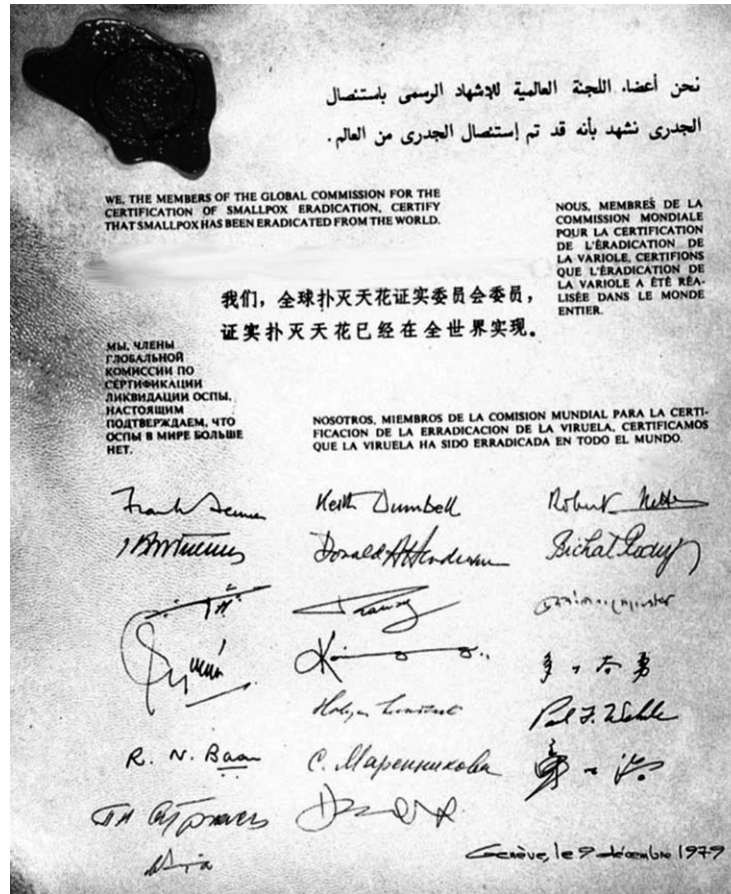 نحن أعضاء اللجنة العالمية للإشهاد الرسمى باستئصال
الجدرى نشهد بأنه قد تم إستئصال الجدرى من العالم .
WE, THE MEMBERS OF THE GLOBAL COMMISSION FOR THE
CERTIFICATION OF SMALLPOX ERADICATION, CERTIFY
THAT SMALLPOX HAS BEEN ERADICATED FROM THE WORLD.
NOUS, MEMBRES DE LA
COMMISSION MONDIALE
POUR LA CERTIFICATION
DE L'ÉRADICATION DE
LA VARIOLE, CERTIFIONS
QUE L'ÉRADICATION DE
LA VARIOLE A ÉTÉ RÉA-
LISÉE DANS LE MONDE
ENTIER.
我们，全球扑灭天花证实委员会委员，
证实扑灭天花已经在全世界实现。
МЫ, ЧЛЕНЫ
ГЛОБАЛЬНОЙ
КОМИССИИ ПО
СЕРТИФИКАЦИИ
ЛИКВИДАЦИИ ОСПЫ,
НАСТОЯЩИМ
ПОДТВЕРЖДАЕМ, ЧТО
ОСПЫ В МИРЕ БОЛЬШЕ
НЕТ.
NOSOTROS, MIEMBROS DE LA COMISION MUNDIAL PARA LA CERTI-
FICACION DE LA ERRADICACION DE LA VIRUELA, CERTIFICAMOS
QUE LA VIRUELA HA SIDO ERRADICADA EN TODO EL MUNDO.
Frank Fenner Keith Dumbell Robert
Donald A Henderson Bichat
Paul F. Wehrle
R. N. Basu С. Маренникова
Genève, le 9 décembre 1979